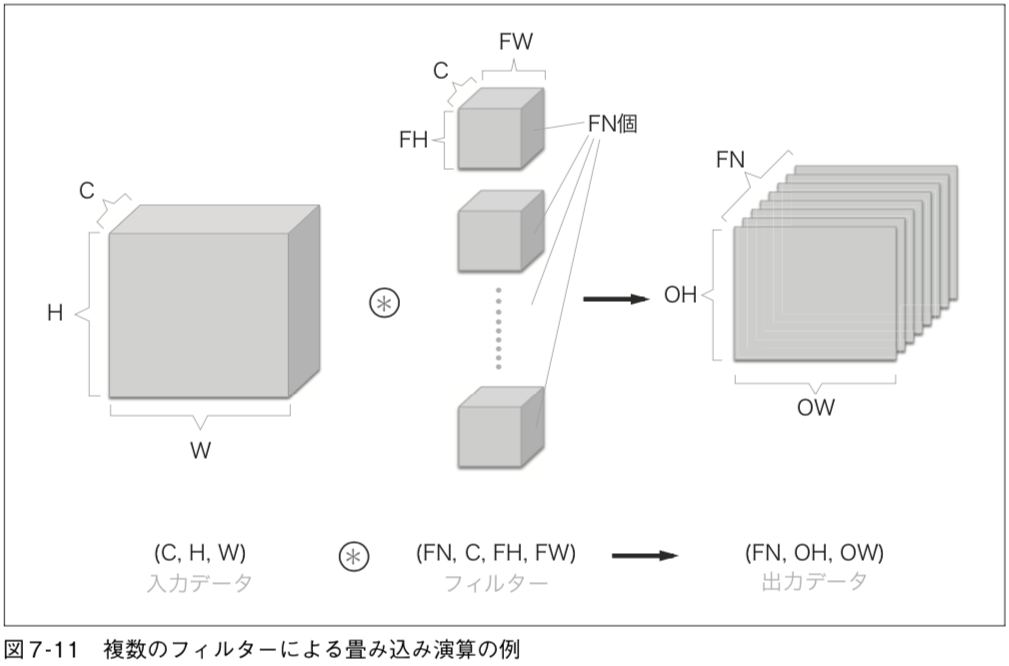 FW
C
FH
FN個
C
H
W
FN
OH
OW
(C, H, W)
(FN, C, FH, FW)
(FN, OH, OW)
入力データ
フィルター
出力データ
図7-11 複数のフィルターによる畳み込み演算の例